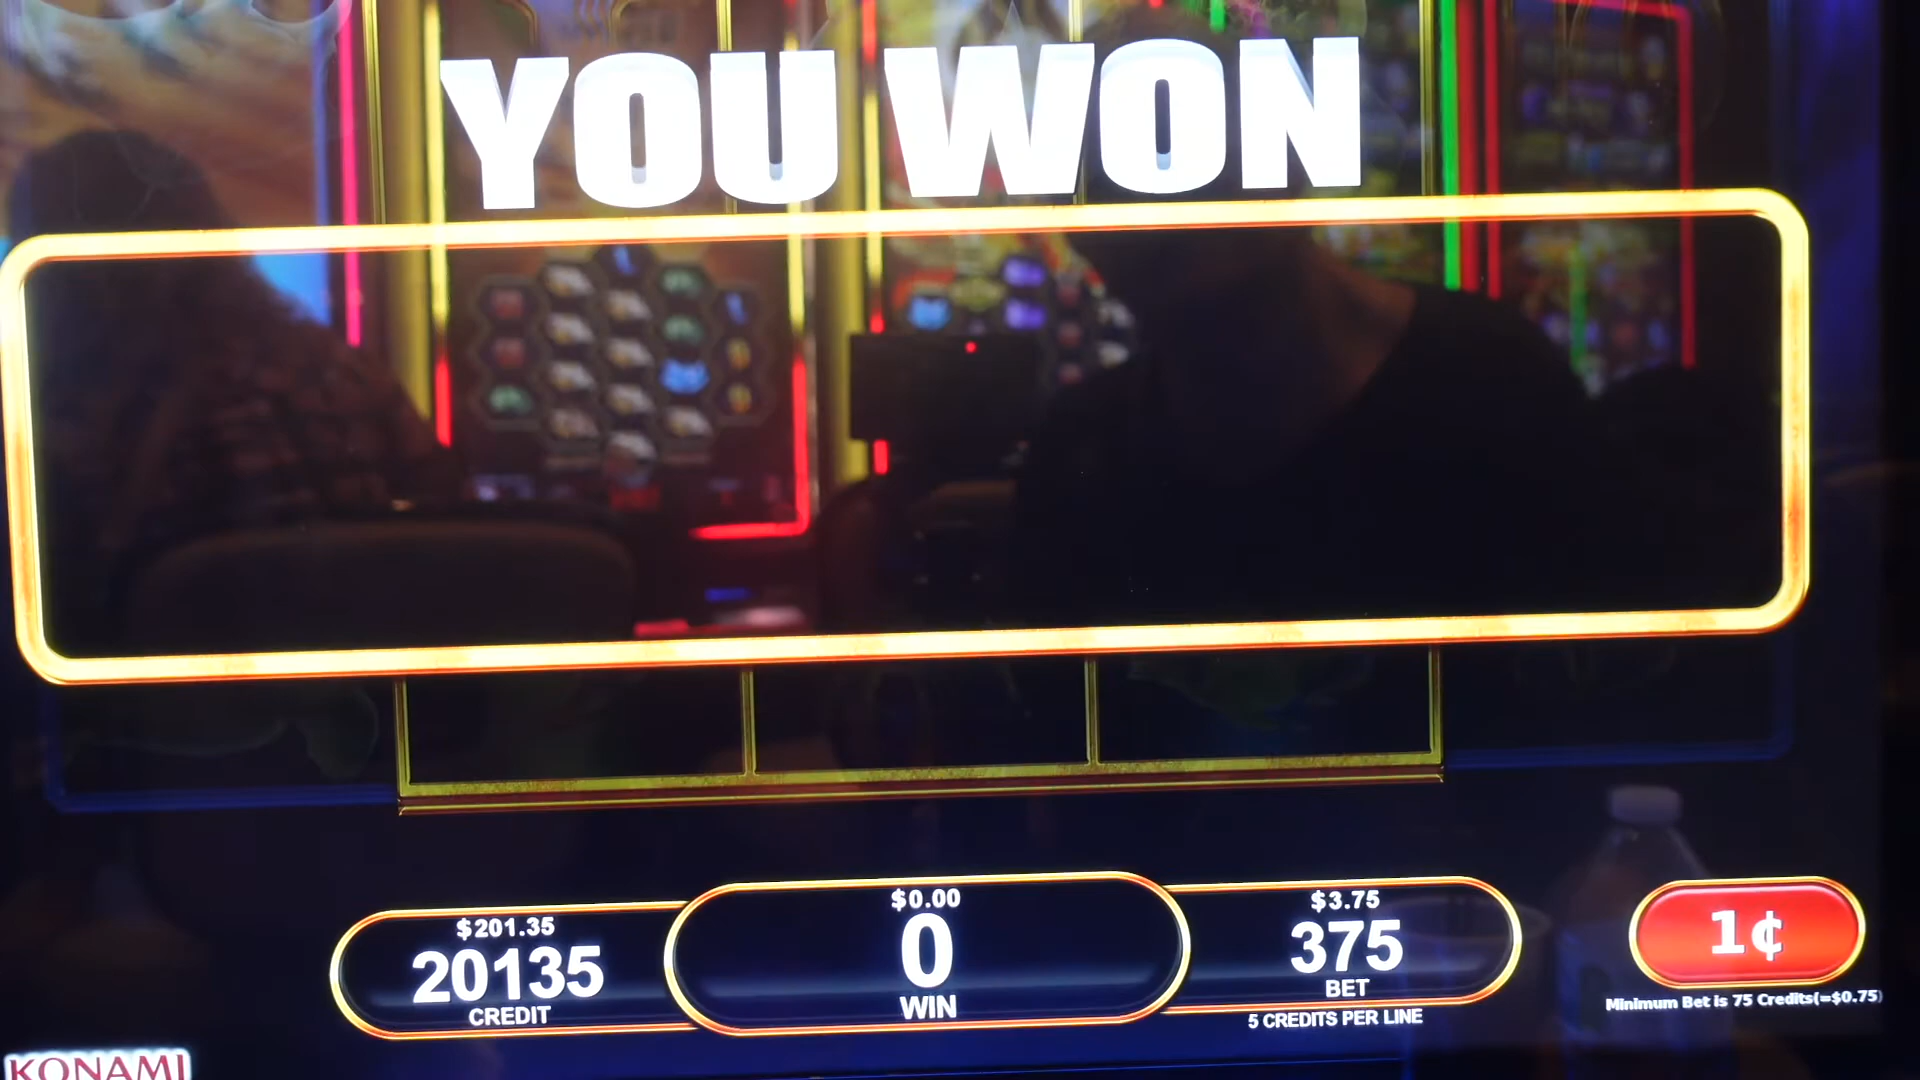 YOU WON
$201.35
20135
CREDIT
$0.00
0
WIN
$3.75
375
BET
5 CREDITS PER LINE
1¢
Minimum Bet is 75 Credits(=$0.75)
KONAMI